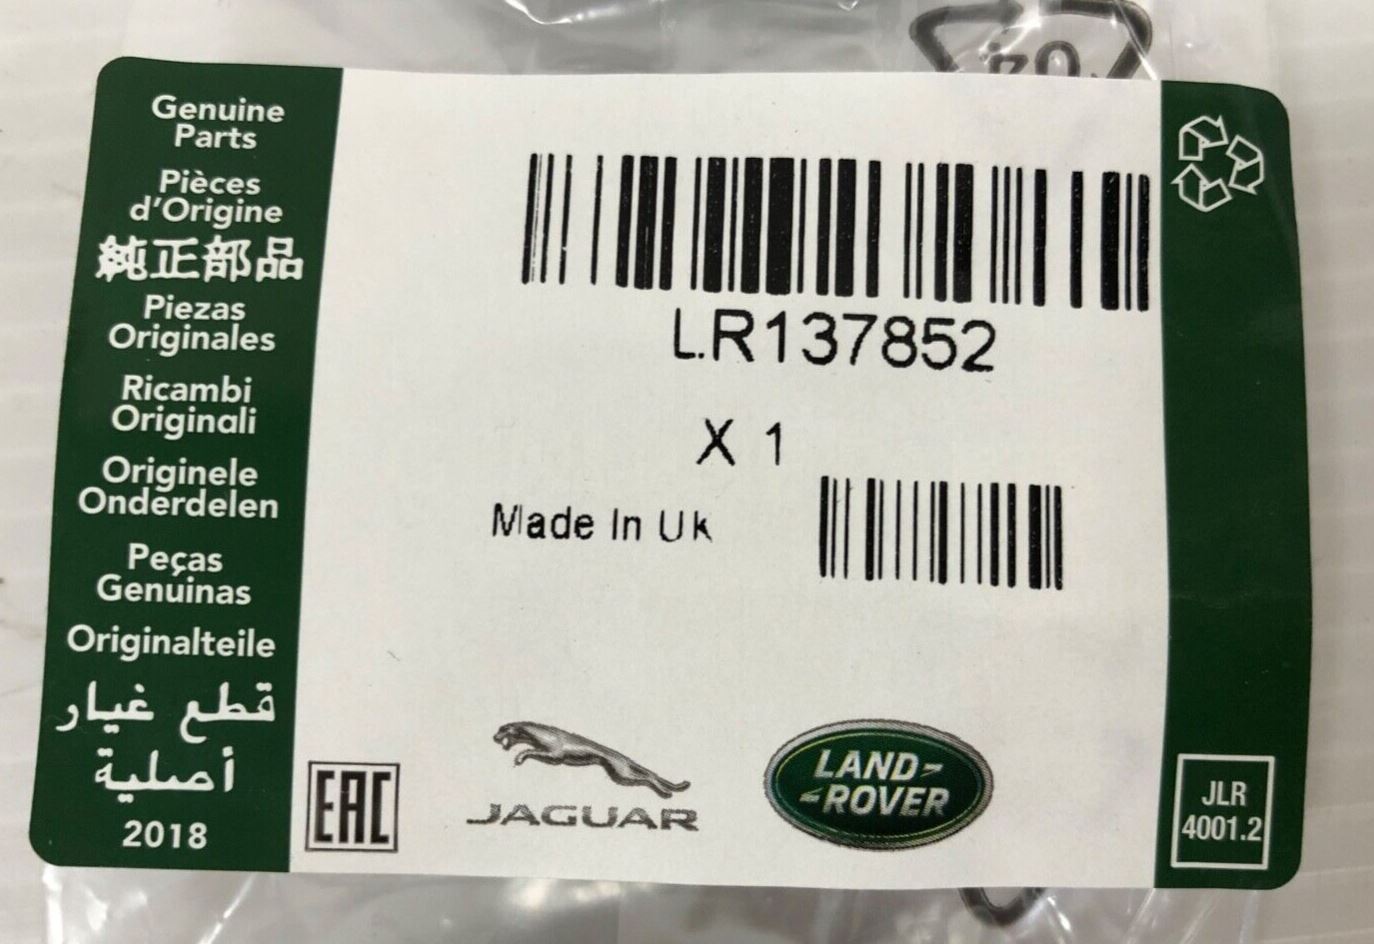 04
Genuine
Parts
Pièces
d'Origine
純正部品
Piezas
Originales
Ricambi
Originali
Originele
Onderdelen
Peças
Genuinas
Originalteile
قطع غيار
أصلية
2018
LR137852
X 1
Made In Uk
EAC
JAGUAR
LAND-
-ROVER
JLR
4001.2